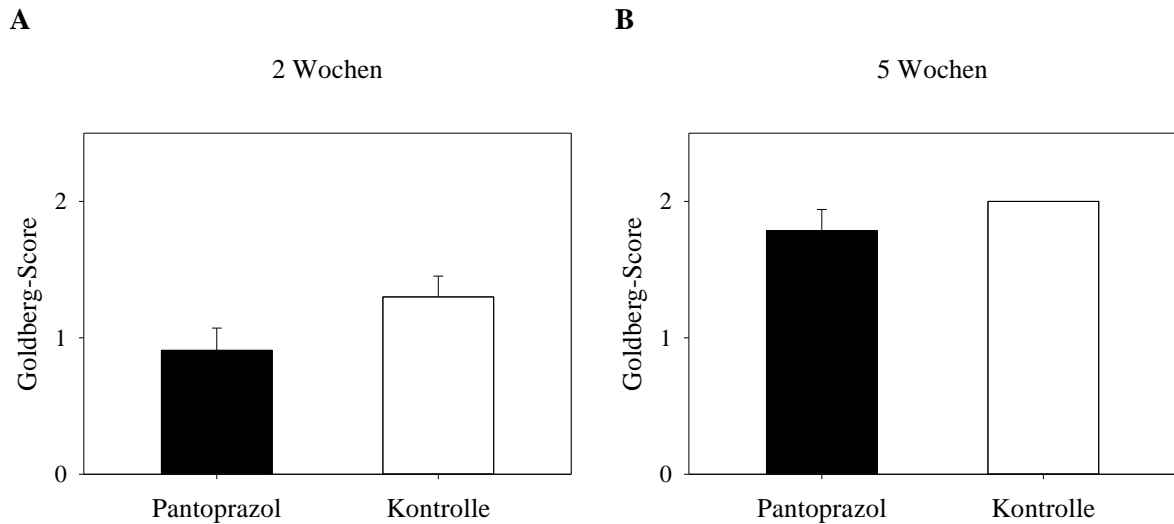 A
2 Wochen
Goldberg-Score
2
1
0
Pantoprazol Kontrolle
B
5 Wochen
Goldberg-Score
2
1
0
Pantoprazol Kontrolle